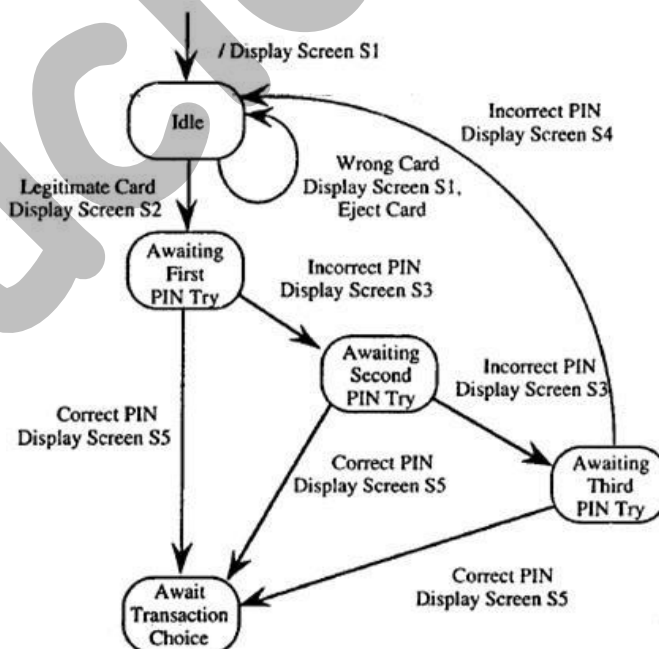 / Display Screen S1
Idle
Incorrect PIN
Display Screen S4
Wrong Card
Display Screen S1,
Eject Card
Legitimate Card
Display Screen S2
Awaiting
First
PIN Try
Incorrect PIN
Display Screen S3
Awaiting
Second
PIN Try
Incorrect PIN
Display Screen S3
Correct PIN
Display Screen S5
Correct PIN
Display Screen S5
Awaiting
Third
PIN Try
Correct PIN
Display Screen S5
Await
Transaction
Choice